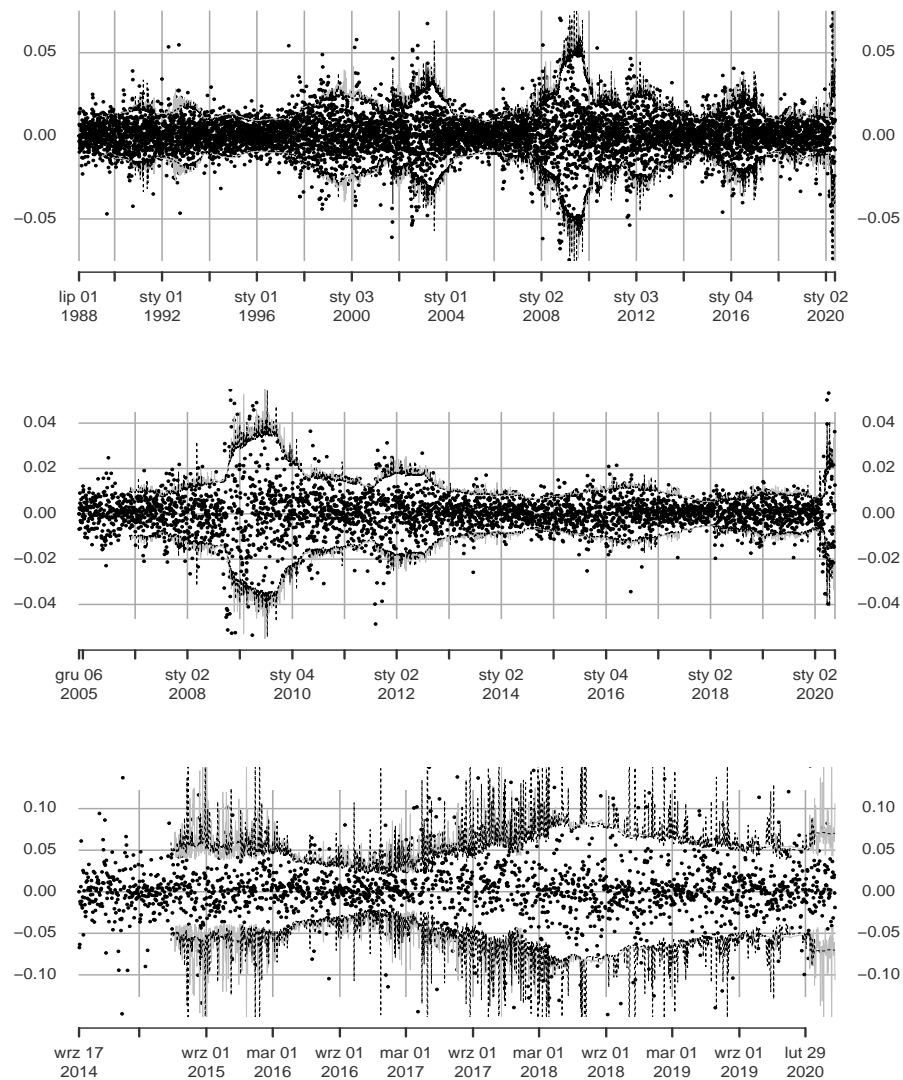 0.05 0.05
0.00 0.00
−0.05 −0.05
lip 01 sty 01 sty 01 sty 03 sty 01 sty 02 sty 03 sty 04 sty 02
1988 1992 1996 2000 2004 2008 2012 2016 2020
0.04 0.04
0.02 0.02
0.00 0.00
−0.02 −0.02
−0.04 −0.04
gru 06 sty 02 sty 04 sty 02 sty 02 sty 04 sty 02 sty 02
2005 2008 2010 2012 2014 2016 2018 2020
0.10 0.10
0.05 0.05
0.00 0.00
−0.05 −0.05
−0.10 −0.10
wrz 17 wrz 01 mar 01 wrz 01 mar 01 wrz 01 mar 01 wrz 01 mar 01 wrz 01 lut 29
2014 2015 2016 2016 2017 2017 2018 2018 2019 2019 2020